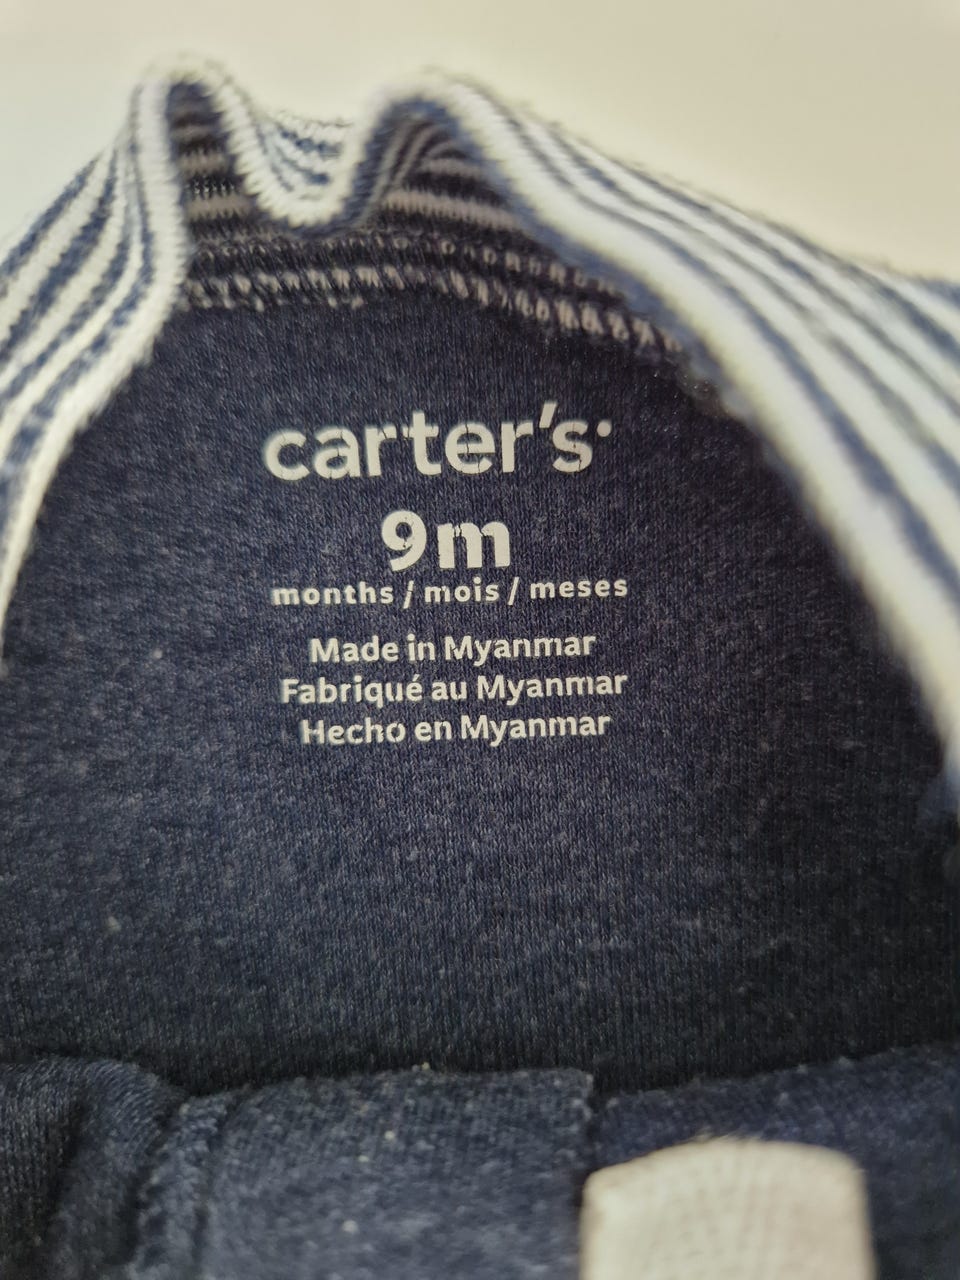 carter's
9m
months / mois / meses
Made in Myanmar
Fabriqué au Myanmar
Hecho en Myanmar